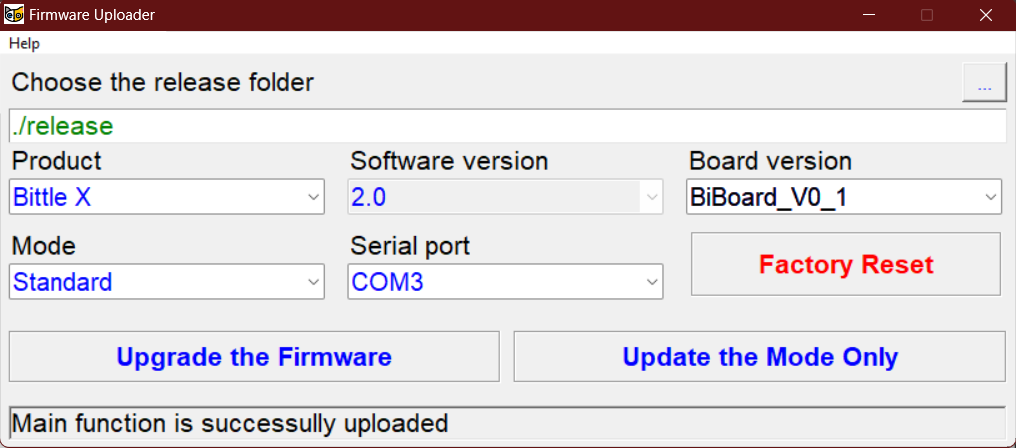 Firmware Uploader
Help
Choose the release folder
...
./release
Product Software version Board version
Bittle X 2.0 BiBoard_V0_1
Mode Serial port
Standard COM3 Factory Reset
Upgrade the Firmware Update the Mode Only
Main function is successully uploaded